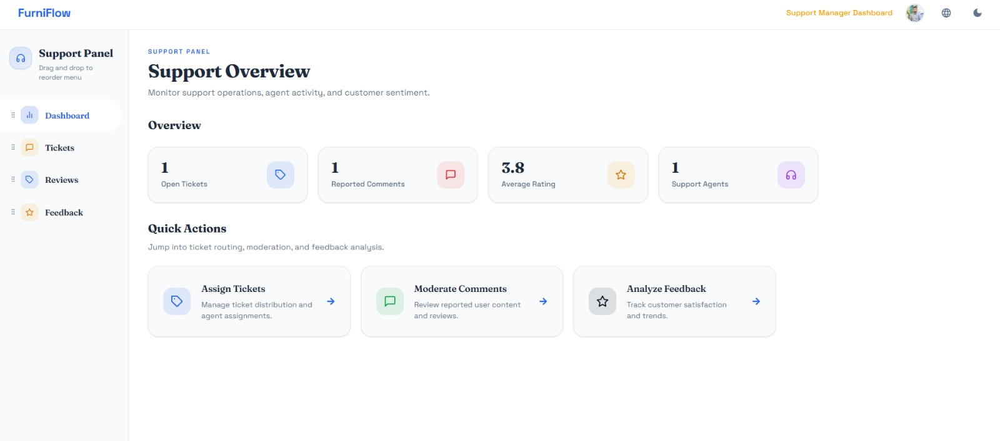 FurniFlow
Support Manager Dashboard
Support Panel
Drag and drop to
reorder menu
Dashboard
Tickets
Reviews
Feedback
SUPPORT PANEL
Support Overview
Monitor support operations, agent activity, and customer sentiment.
Overview
1
Open Tickets
1
Reported Comments
3.8
Average Rating
1
Support Agents
Quick Actions
Jump into ticket routing, moderation, and feedback analysis.
Assign Tickets
Manage ticket distribution and
agent assignments.
Moderate Comments
Review reported user content
and reviews.
Analyze Feedback
Track customer satisfaction
and trends.